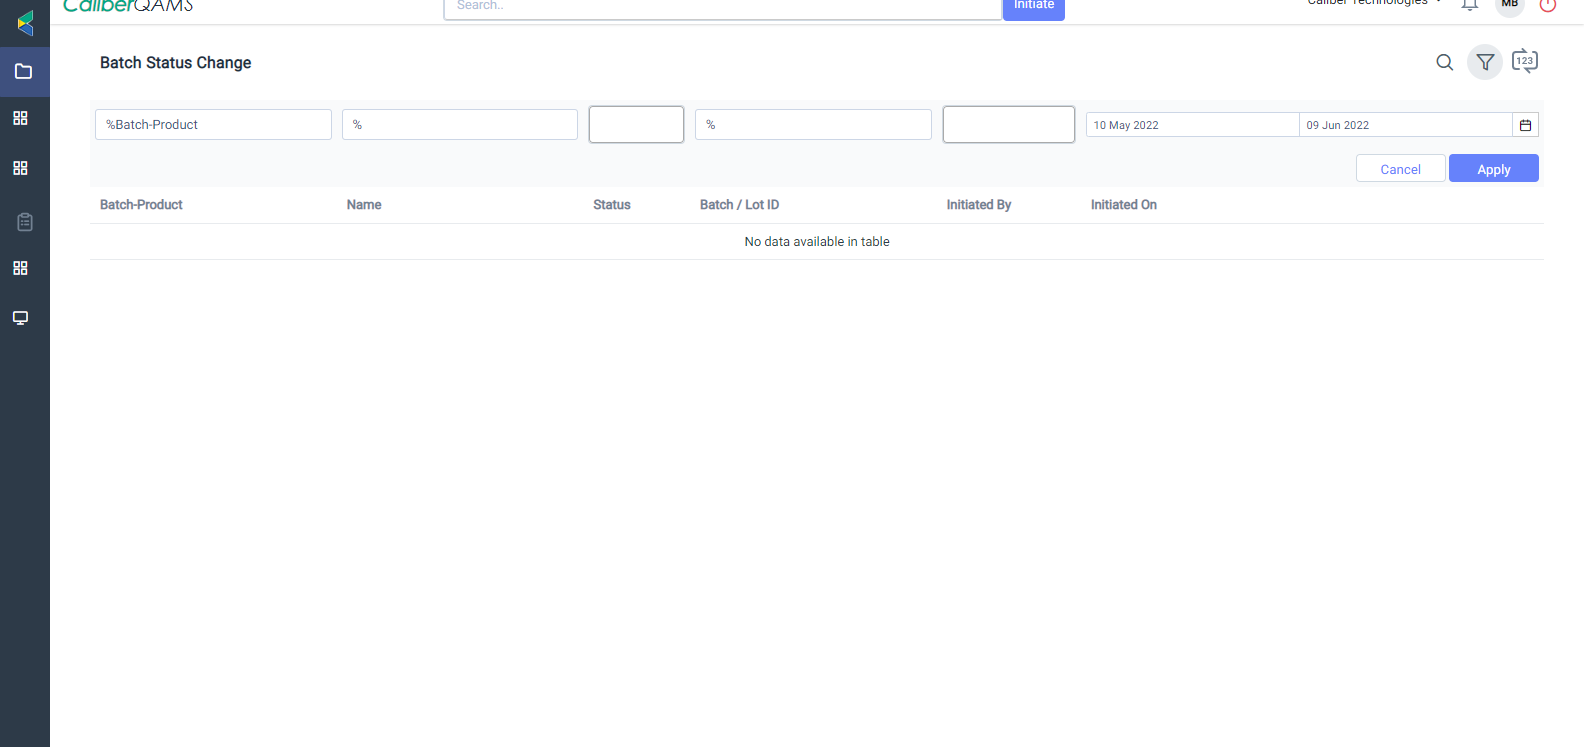 CaliberQAMS
Search..
Initiate
Caliber Technologies
MB
Batch Status Change
123
%Batch-Product
%
%
10 May 2022
09 Jun 2022
Cancel
Apply
Batch-Product
Name
Status
Batch / Lot ID
Initiated By
Initiated On
No data available in table